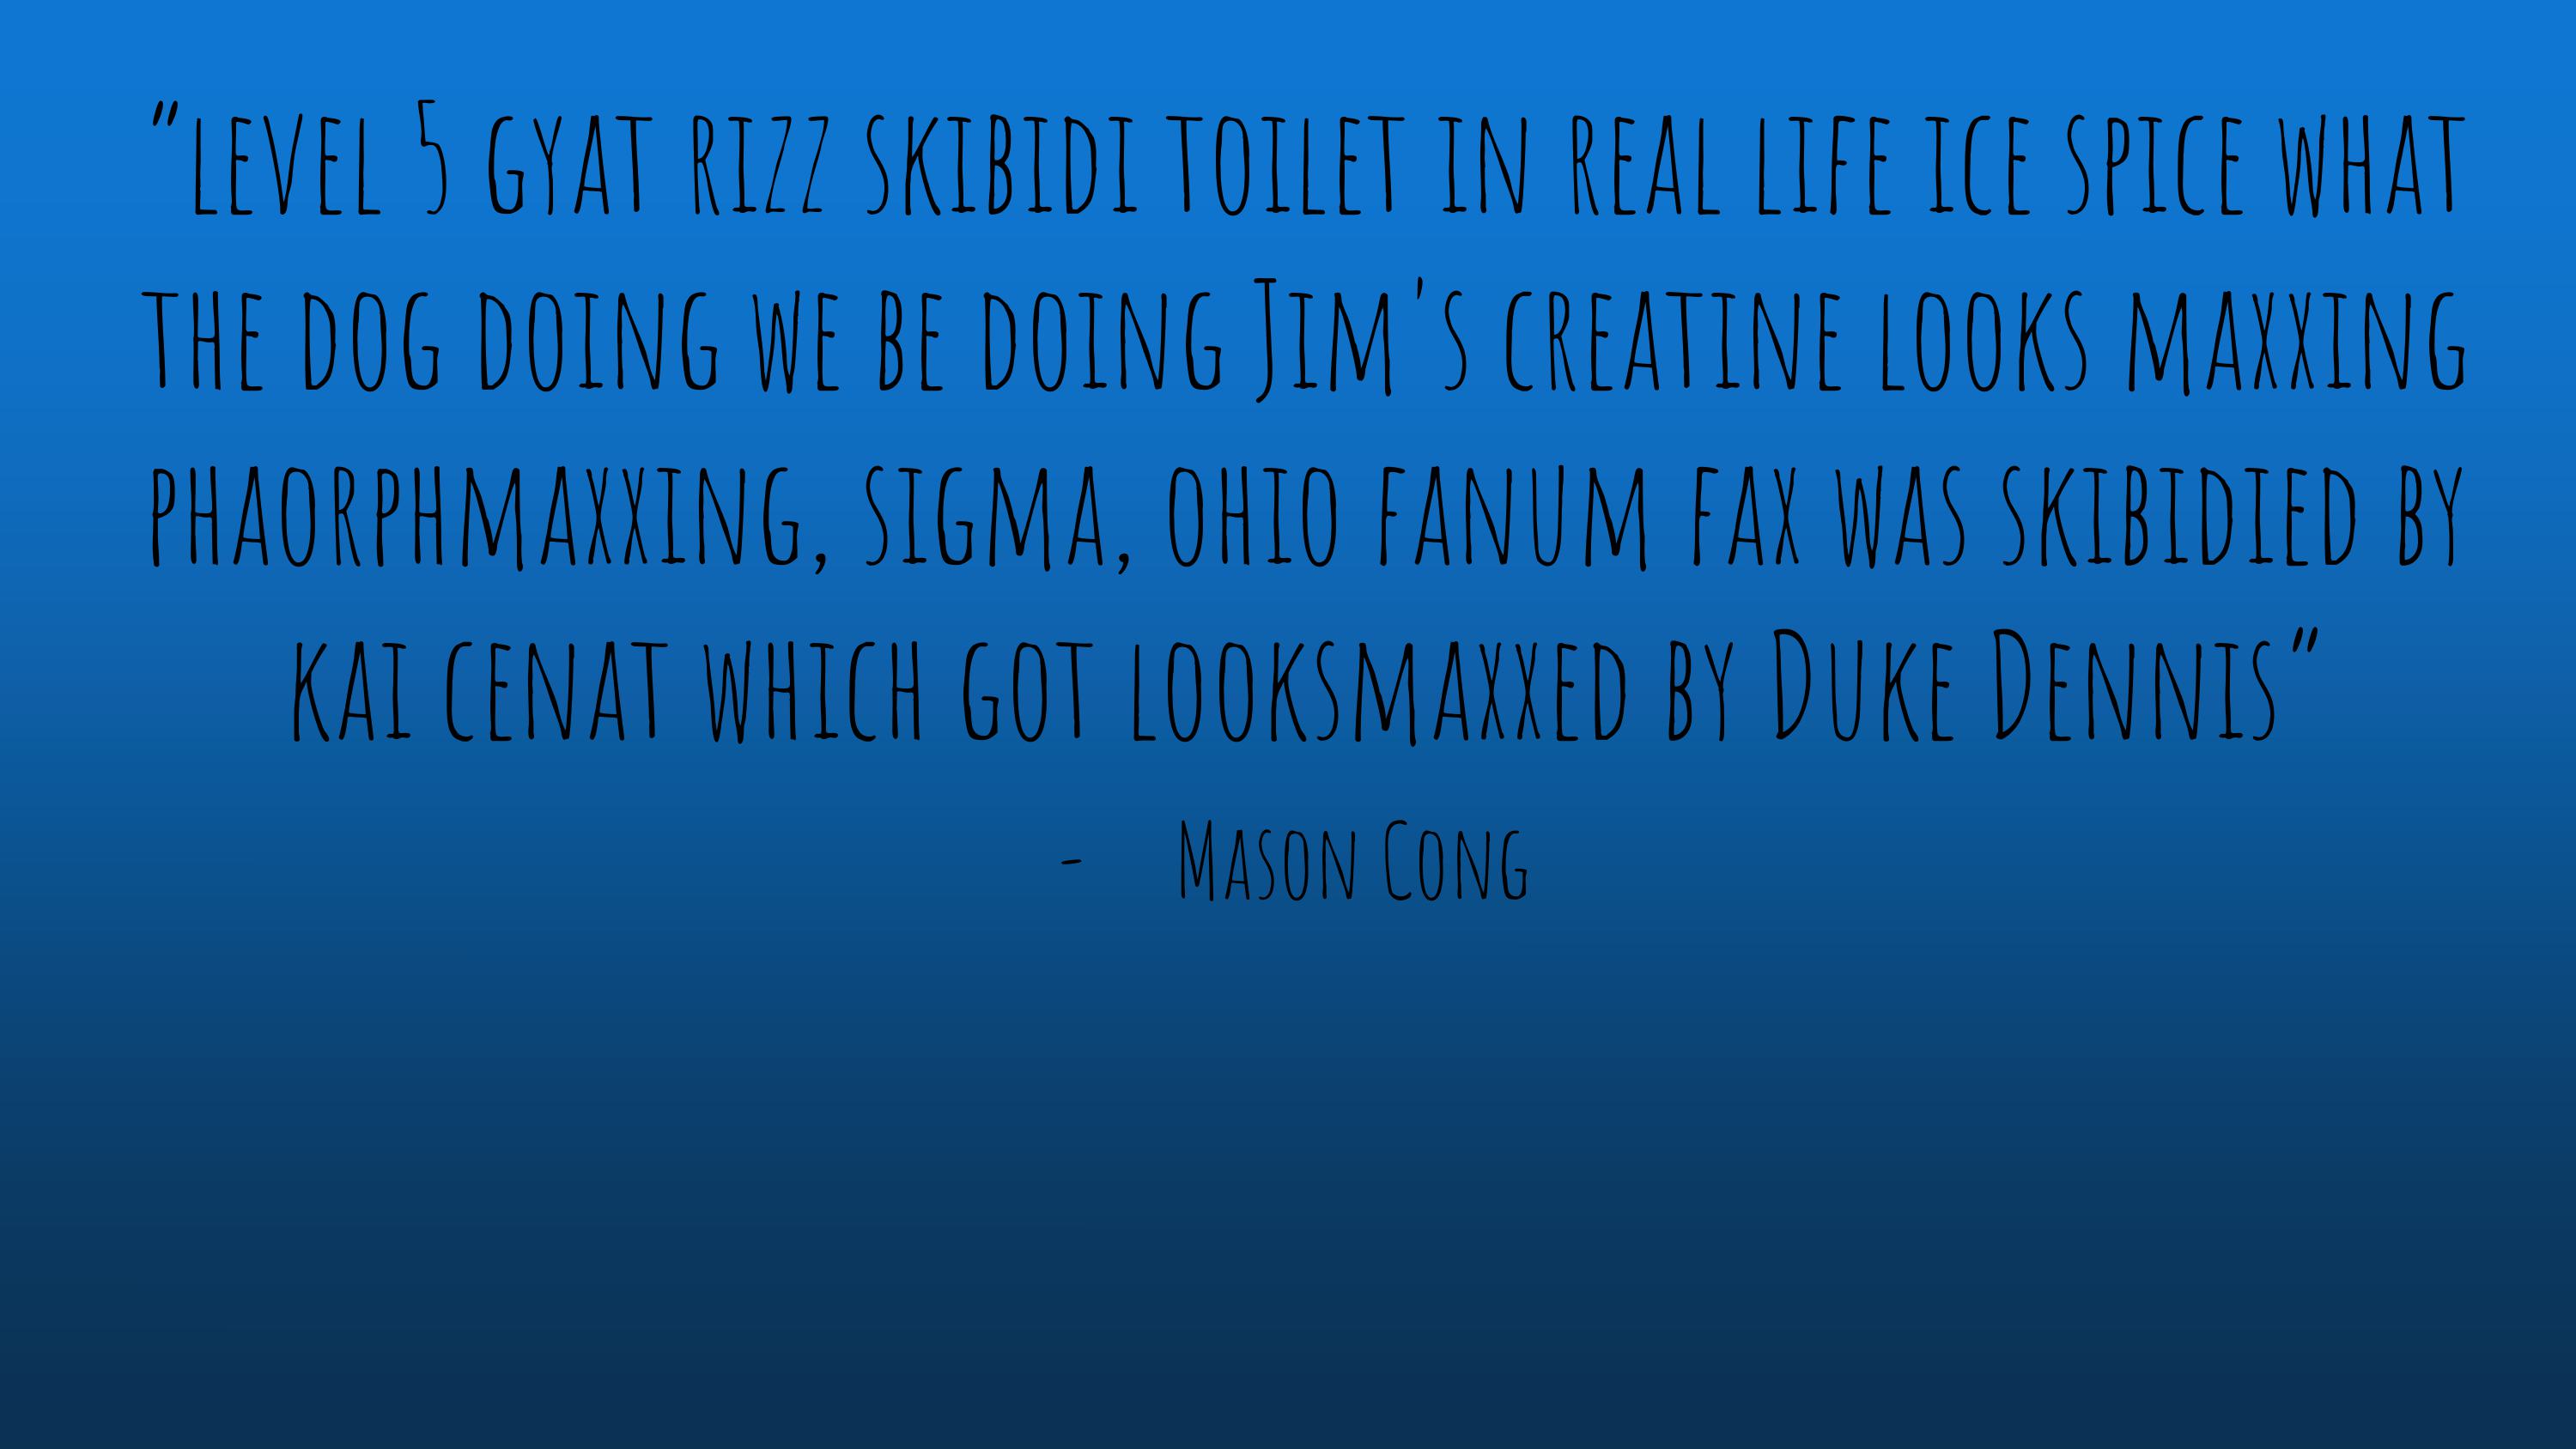 "level 5 gyat rizz skibidi toilet in real life ice spice what
the dog doing we be doing Jim's creatine looks maxxing
phaorphmaxxing, sigma, ohio fanum fax was skibidied by
kai cenat which got looksmaxxed by Duke Dennis"
- Mason Cong